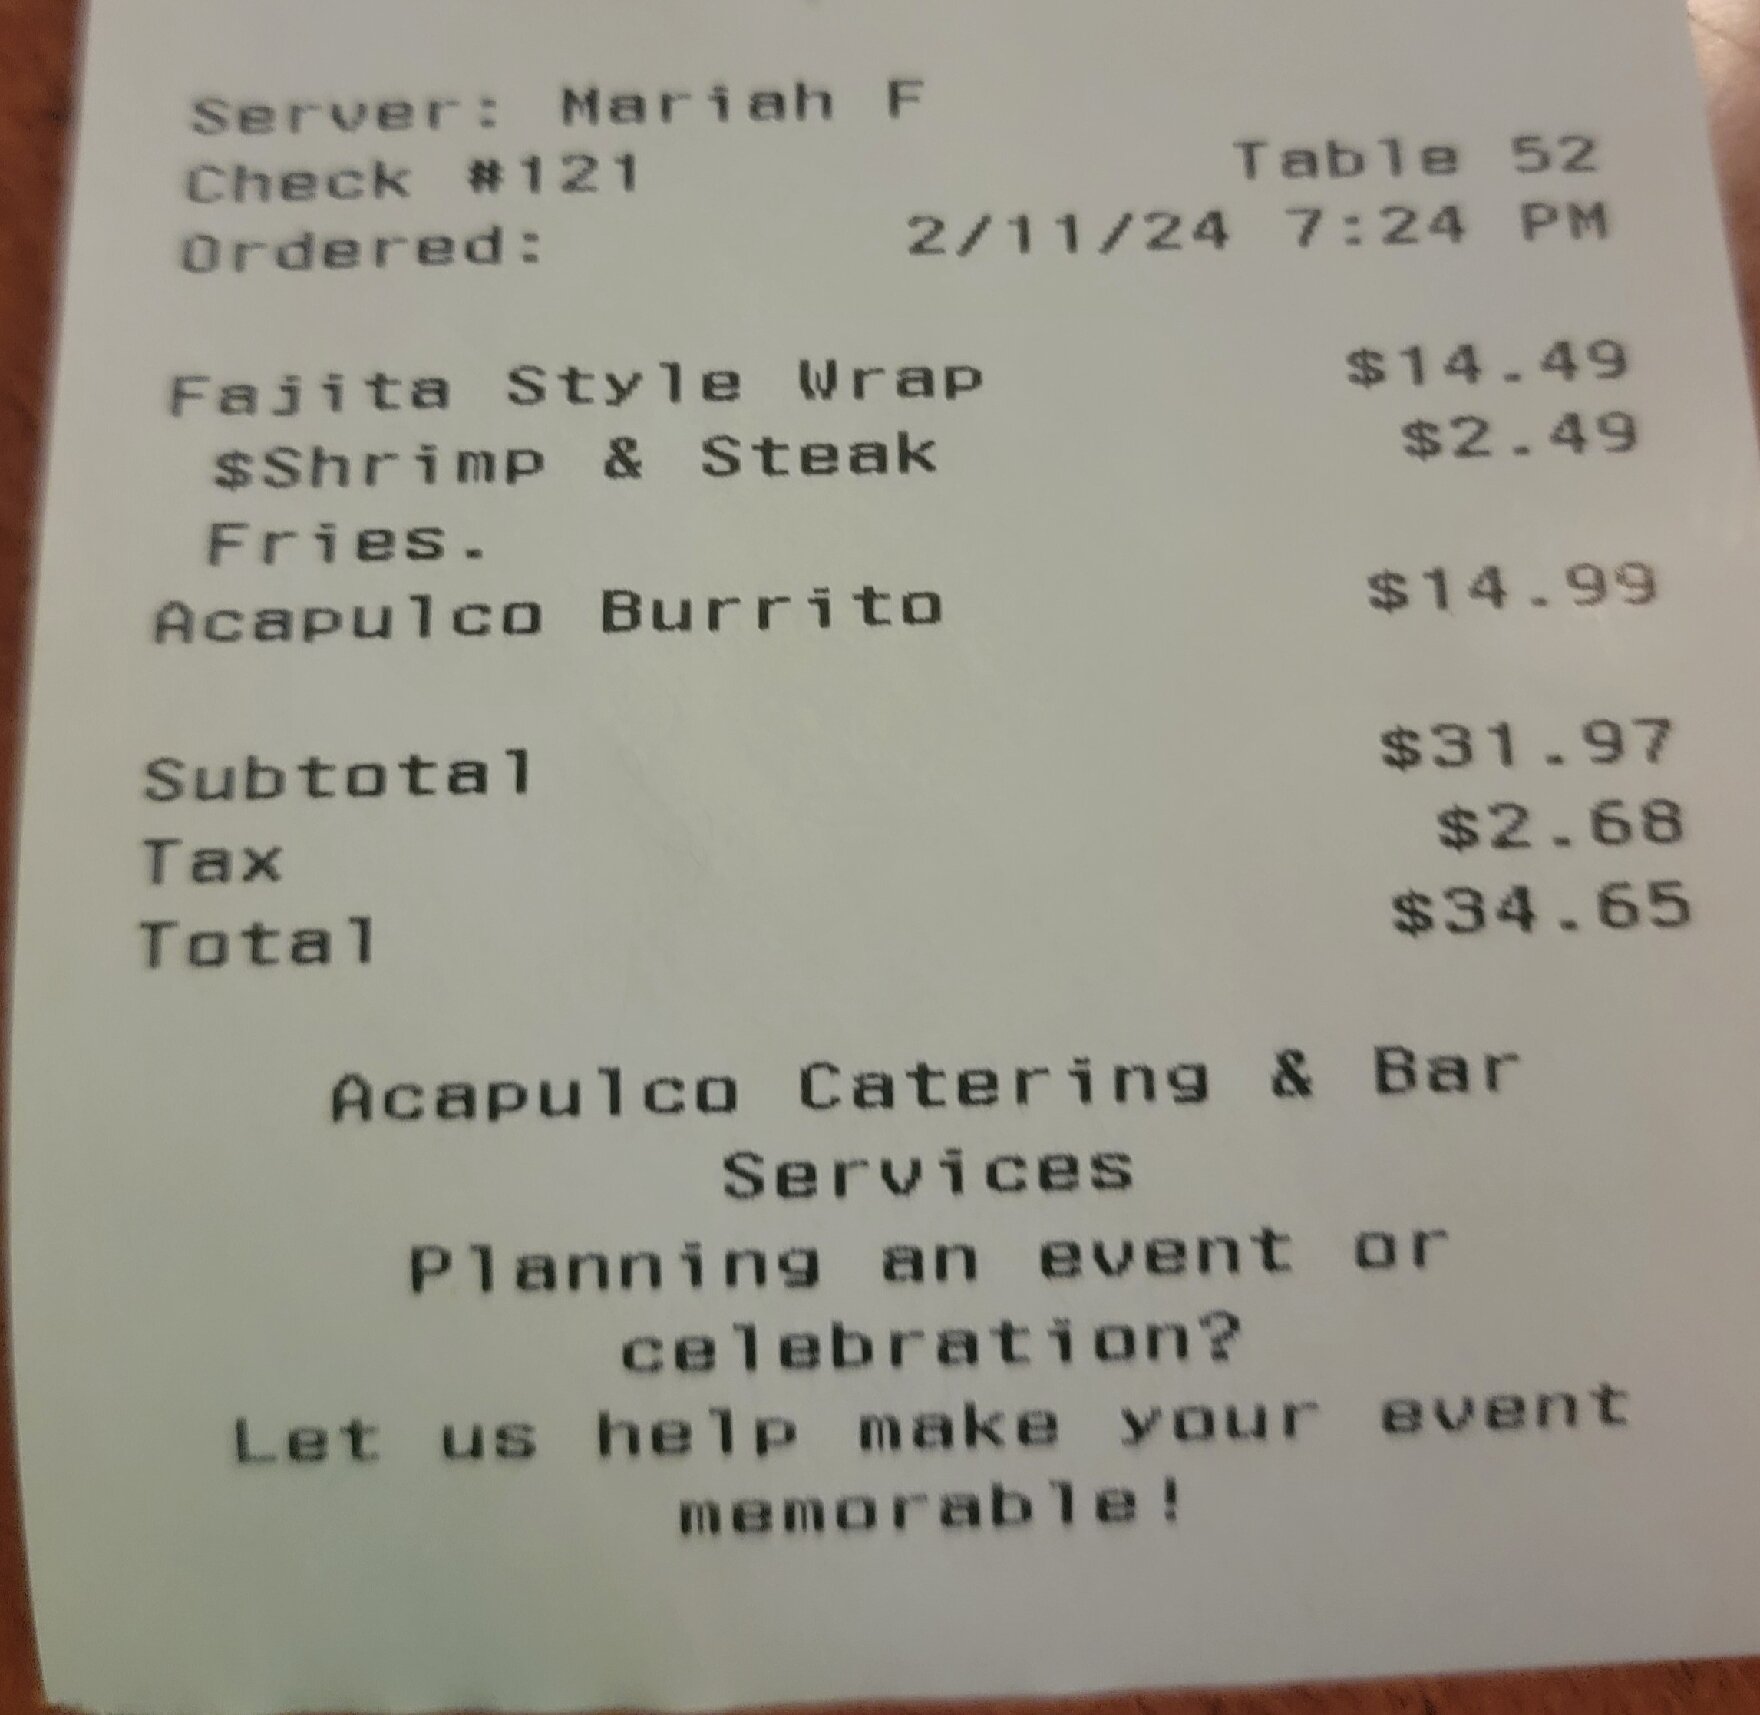 Server: Mariah F
Check #121 Table 52
Ordered: 2/11/24 7:24 PM
Fajita Style Wrap $14.49
$Shrimp & Steak $2.49
Fries.
Acapulco Burrito $14.99
Subtotal $31.97
Tax $2.68
Total $34.65
Acapulco Catering & Bar
Services
Planning an event or
celebration?
Let us help make your event
memorable!